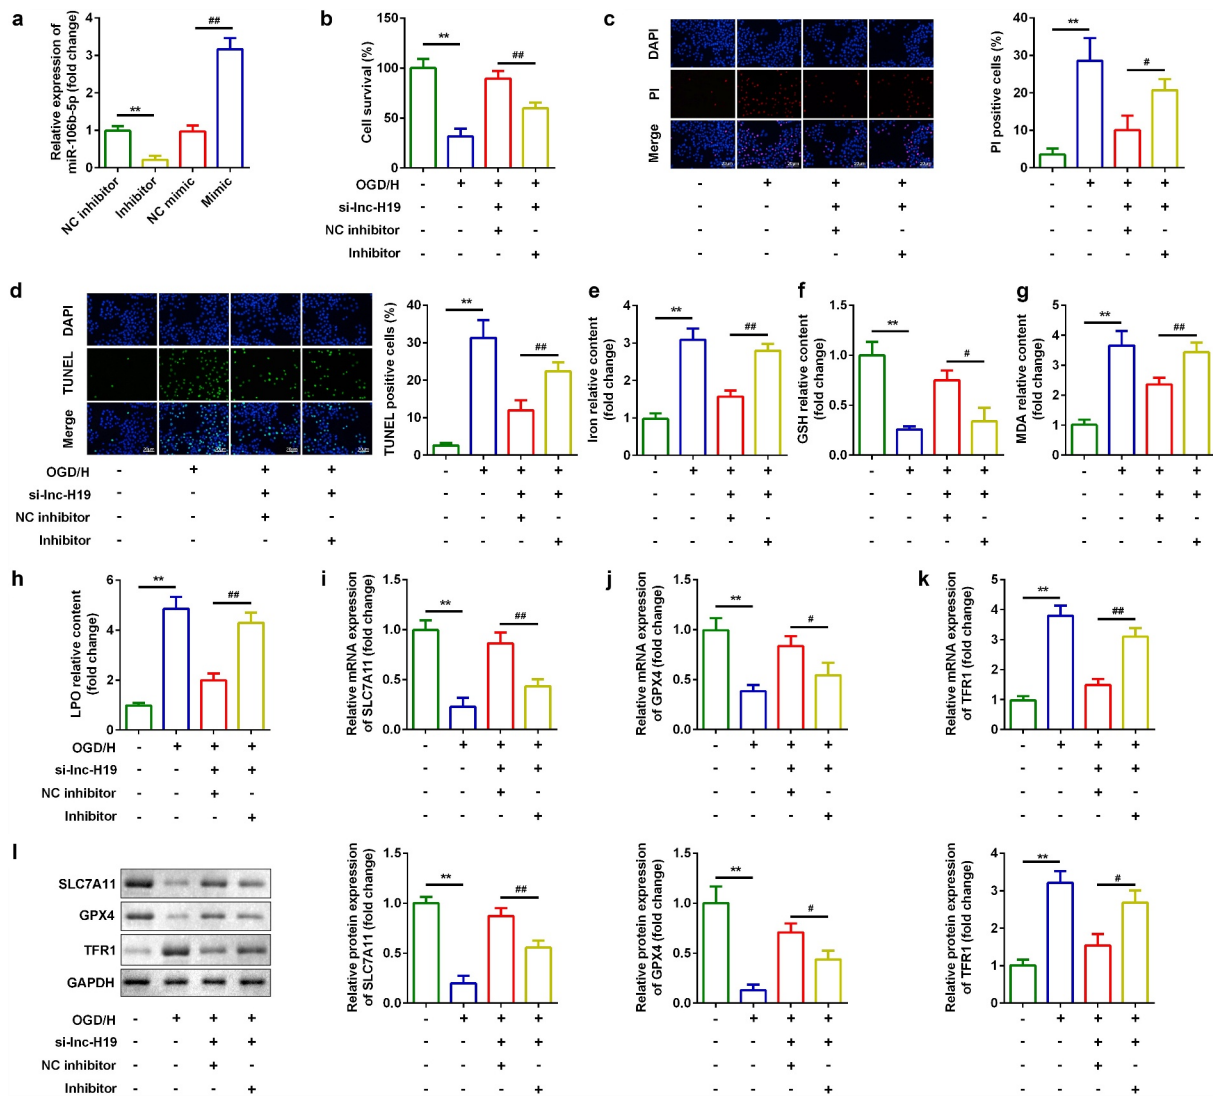 a
Relative expression of
miR-106b-5p (fold change)
4
3
2
1
0
**
##
NC inhibitor
Inhibitor
NC mimic
Mimic
b
Cell survival (%)
150
100
50
0
**
##
OGD/H - + + +
si-lnc-H19 - - + +
NC inhibitor - - + -
Inhibitor - - - +
c
DAPI
PI
Merge
20μm 20μm 20μm 20μm
- + + +
- - + +
- - + -
- - - +
PI positive cells (%)
40
30
20
10
0
**
#
- + + +
- - + +
- - + -
- - - +
d
DAPI
TUNEL
Merge
OGD/H - + + +
si-lnc-H19 - - + +
NC inhibitor - - + -
Inhibitor - - - +
TUNEL positive cells (%)
40
30
20
10
0
**
##
- + + +
- - + +
- - + -
- - - +
e
Iron relative content
(fold change)
4
3
2
1
0
**
##
- + + +
- - + +
- - + -
- - - +
f
GSH relative content
(fold change)
1.5
1.0
0.5
0.0
**
#
- + + +
- - + +
- - + -
- - - +
g
MDA relative content
(fold change)
5
4
3
2
1
0
**
##
- + + +
- - + +
- - + -
- - - +
h
LPO relative content
(fold change)
6
4
2
0
**
##
OGD/H - + + +
si-lnc-H19 - - + +
NC inhibitor - - + -
Inhibitor - - - +
i
Relative mRNA expression
of SLC7A11 (fold change)
1.5
1.0
0.5
0.0
**
##
- + + +
- - + +
- - + -
- - - +
j
Relative mRNA expression
of GPX4 (fold change)
1.5
1.0
0.5
0.0
**
#
- + + +
- - + +
- - + -
- - - +
k
Relative mRNA expression
of TFR1 (fold change)
5
4
3
2
1
0
**
##
- + + +
- - + +
- - + -
- - - +
l
SLC7A11
GPX4
TFR1
GAPDH
OGD/H - + + +
si-lnc-H19 - - + +
NC inhibitor - - + -
Inhibitor - - - +
Relative protein expression
of SLC7A11 (fold change)
1.5
1.0
0.5
0.0
**
##
- + + +
- - + +
- - + -
- - - +
Relative protein expression
of GPX4 (fold change)
1.5
1.0
0.5
0.0
**
#
- + + +
- - + +
- - + -
- - - +
Relative protein expression
of TFR1 (fold change)
4
3
2
1
0
**
#
- + + +
- - + +
- - + -
- - - +